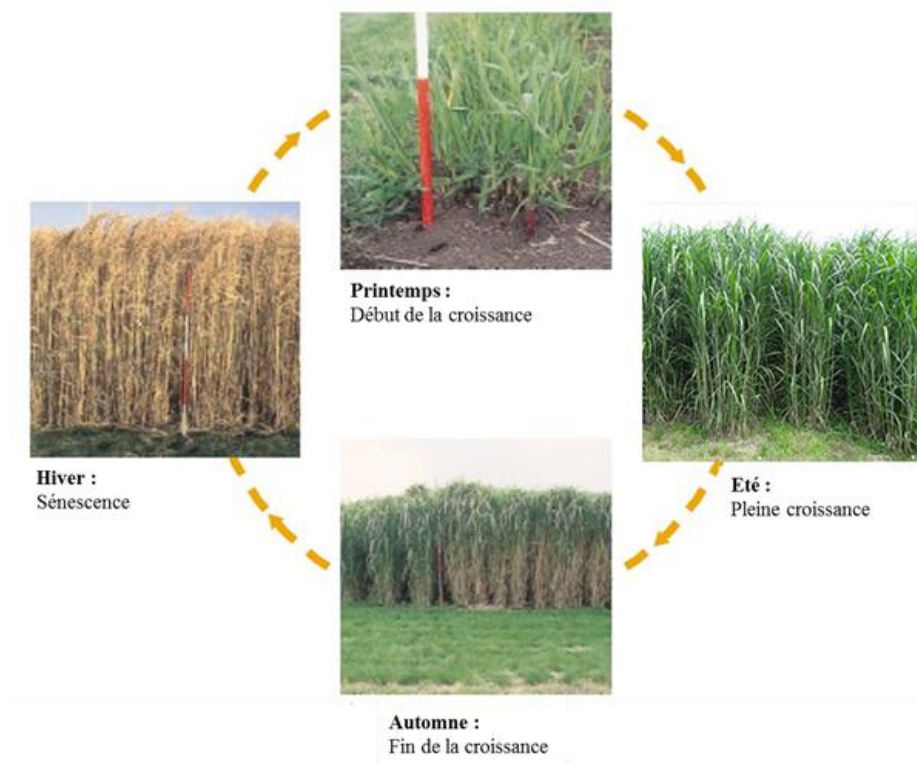 Printemps :
Début de la croissance
Eté :
Pleine croissance
Automne :
Fin de la croissance
Hiver :
Sénescence